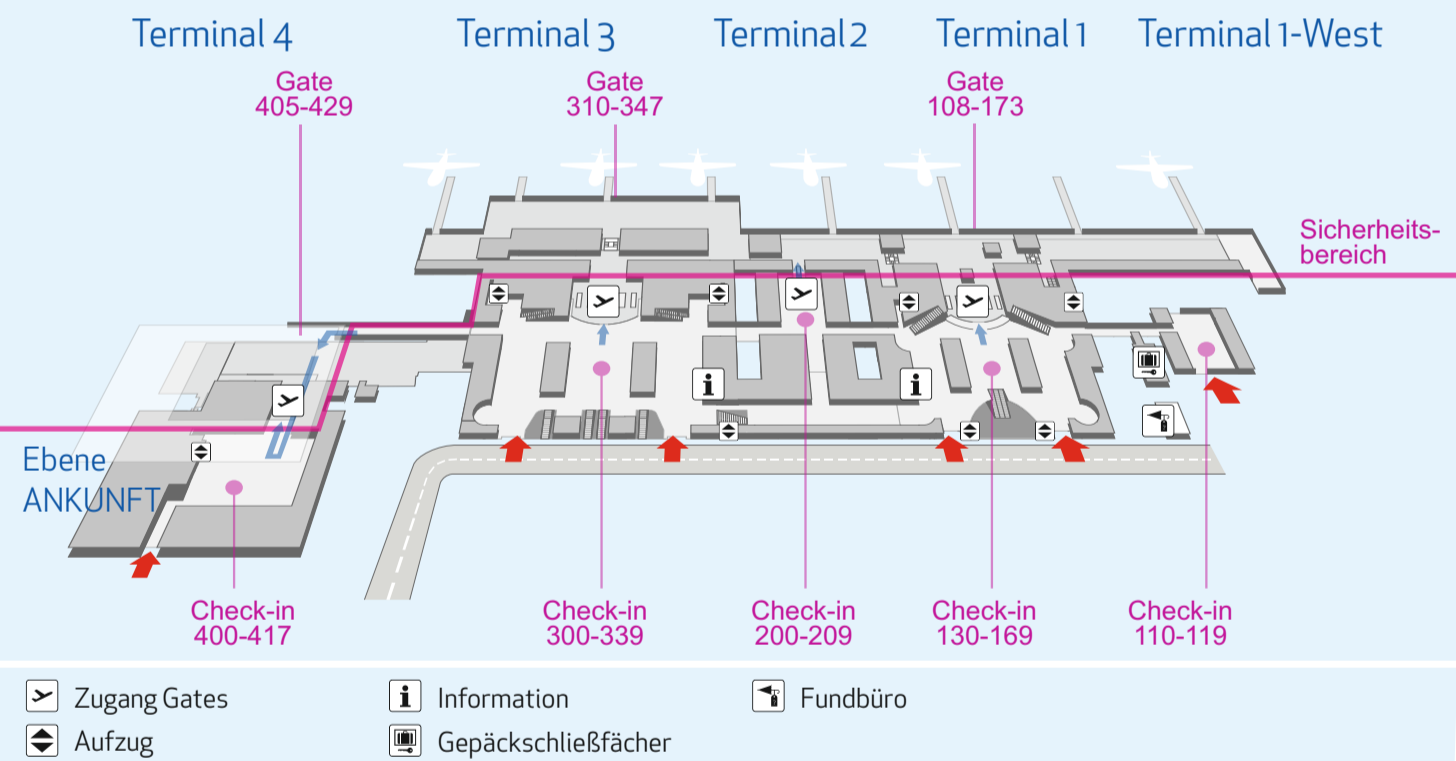 Terminal 4
Terminal 3
Terminal 2
Terminal 1
Terminal 1-West
Gate
405-429
Gate
310-347
Gate
108-173
Sicherheits-
bereich
Ebene
ANKUNFT
Check-in
400-417
Check-in
300-339
Check-in
200-209
Check-in
130-169
Check-in
110-119
Zugang Gates
Information
Fundbüro
Aufzug
Gepäckschließfächer